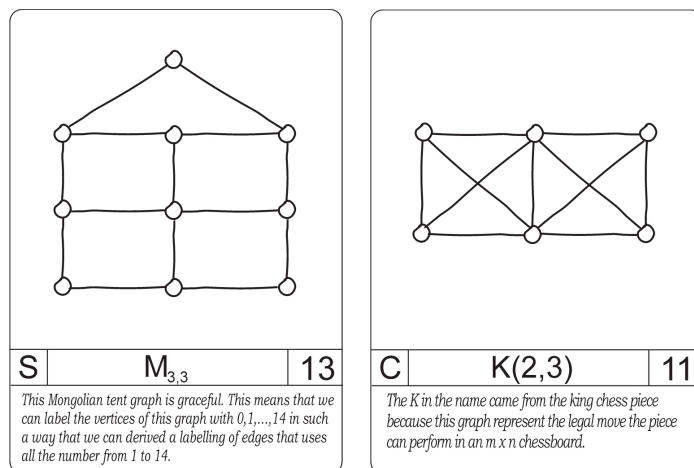 S M3,3 13
This Mongolian tent graph is graceful. This means that we
can label the vertices of this graph with 0,1,...,14 in such
a way that we can derived a labelling of edges that uses
all the number from 1 to 14.
C K(2,3) 11
The K in the name came from the king chess piece
because this graph represent the legal move the piece
can perform in an m x n chessboard.